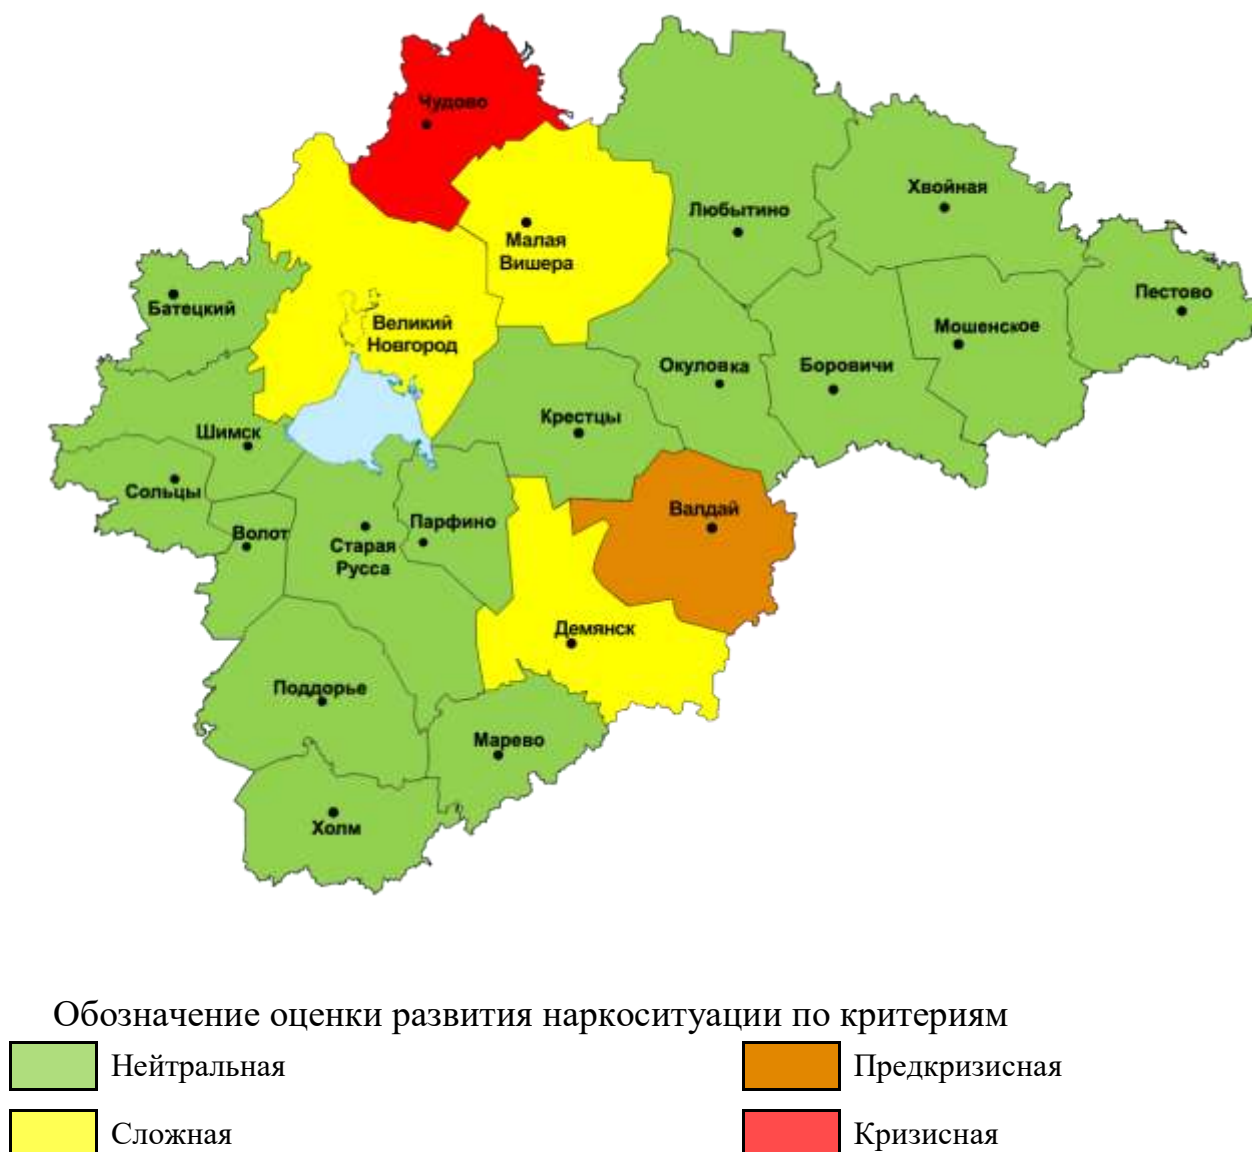 Чудово
Хвойная
Любытино
Малая
Вишера
Пестово
Батецкий
Великий
Новгород
Мошенское
Окуловка
Боровичи
Крестцы
Шимск
Сольцы
Валдай
Парфино
Волот
Старая
Русса
Демянск
Поддорье
Марево
Холм
Обозначение оценки развития наркоситуации по критериям
Нейтральная
Предкризисная
Сложная
Кризисная